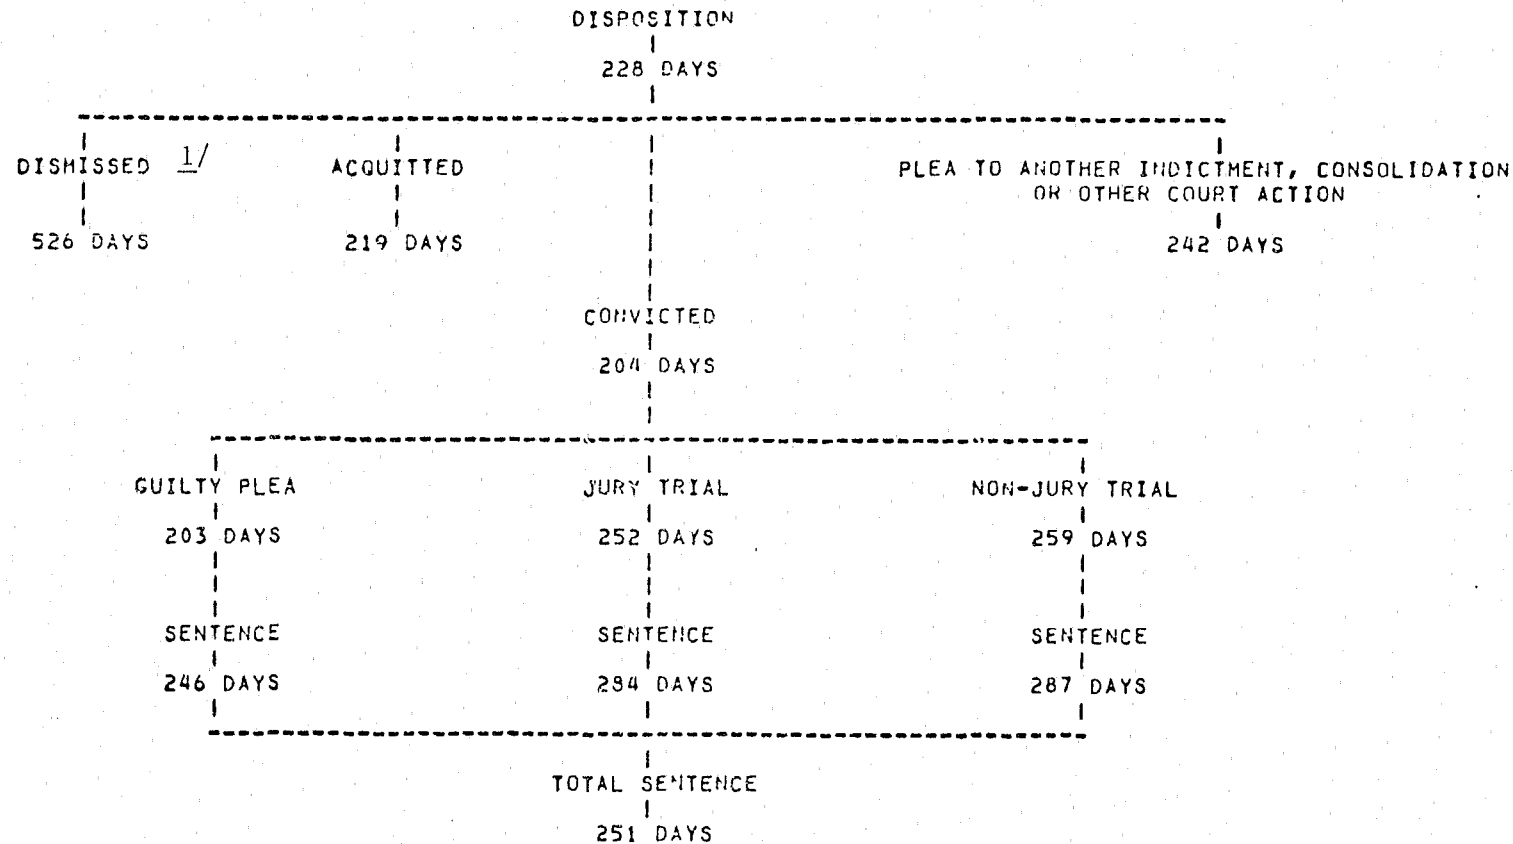 DISPOSITION
228 DAYS
DISMISSED 1/ ACQUITTED PLEA TO ANOTHER INDICTMENT, CONSOLIDATION
OR OTHER COURT ACTION
526 DAYS 219 DAYS 242 DAYS
CONVICTED
204 DAYS
GUILTY PLEA JURY TRIAL NON-JURY TRIAL
203 DAYS 252 DAYS 259 DAYS
SENTENCE SENTENCE SENTENCE
246 DAYS 284 DAYS 287 DAYS
TOTAL SENTENCE
251 DAYS